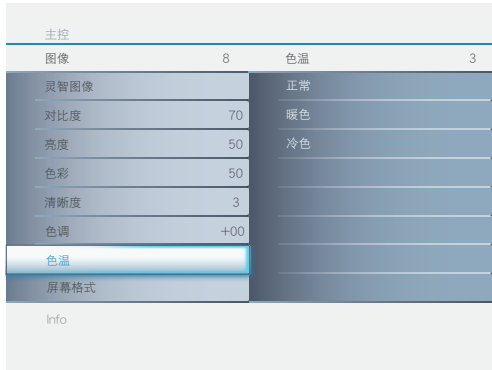 主控
图像 8 色温 3
灵智图像 正常
对比度 70 暖色
亮度 50 冷色
色彩 50
清晰度 3
色调 +00
色温
屏幕格式
Info